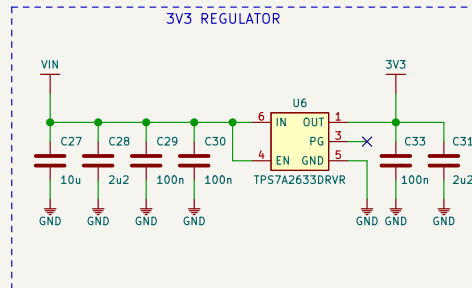 3V3 REGULATOR
VIN
3V3
U6
6 IN OUT 1
PG 3
4 EN GND 5
TPS7A2633DRVR
C27
10u
C28
2u2
C29
100n
C30
100n
C33
100n
C31
2u2
GND
GND
GND
GND
GND
GND
GND